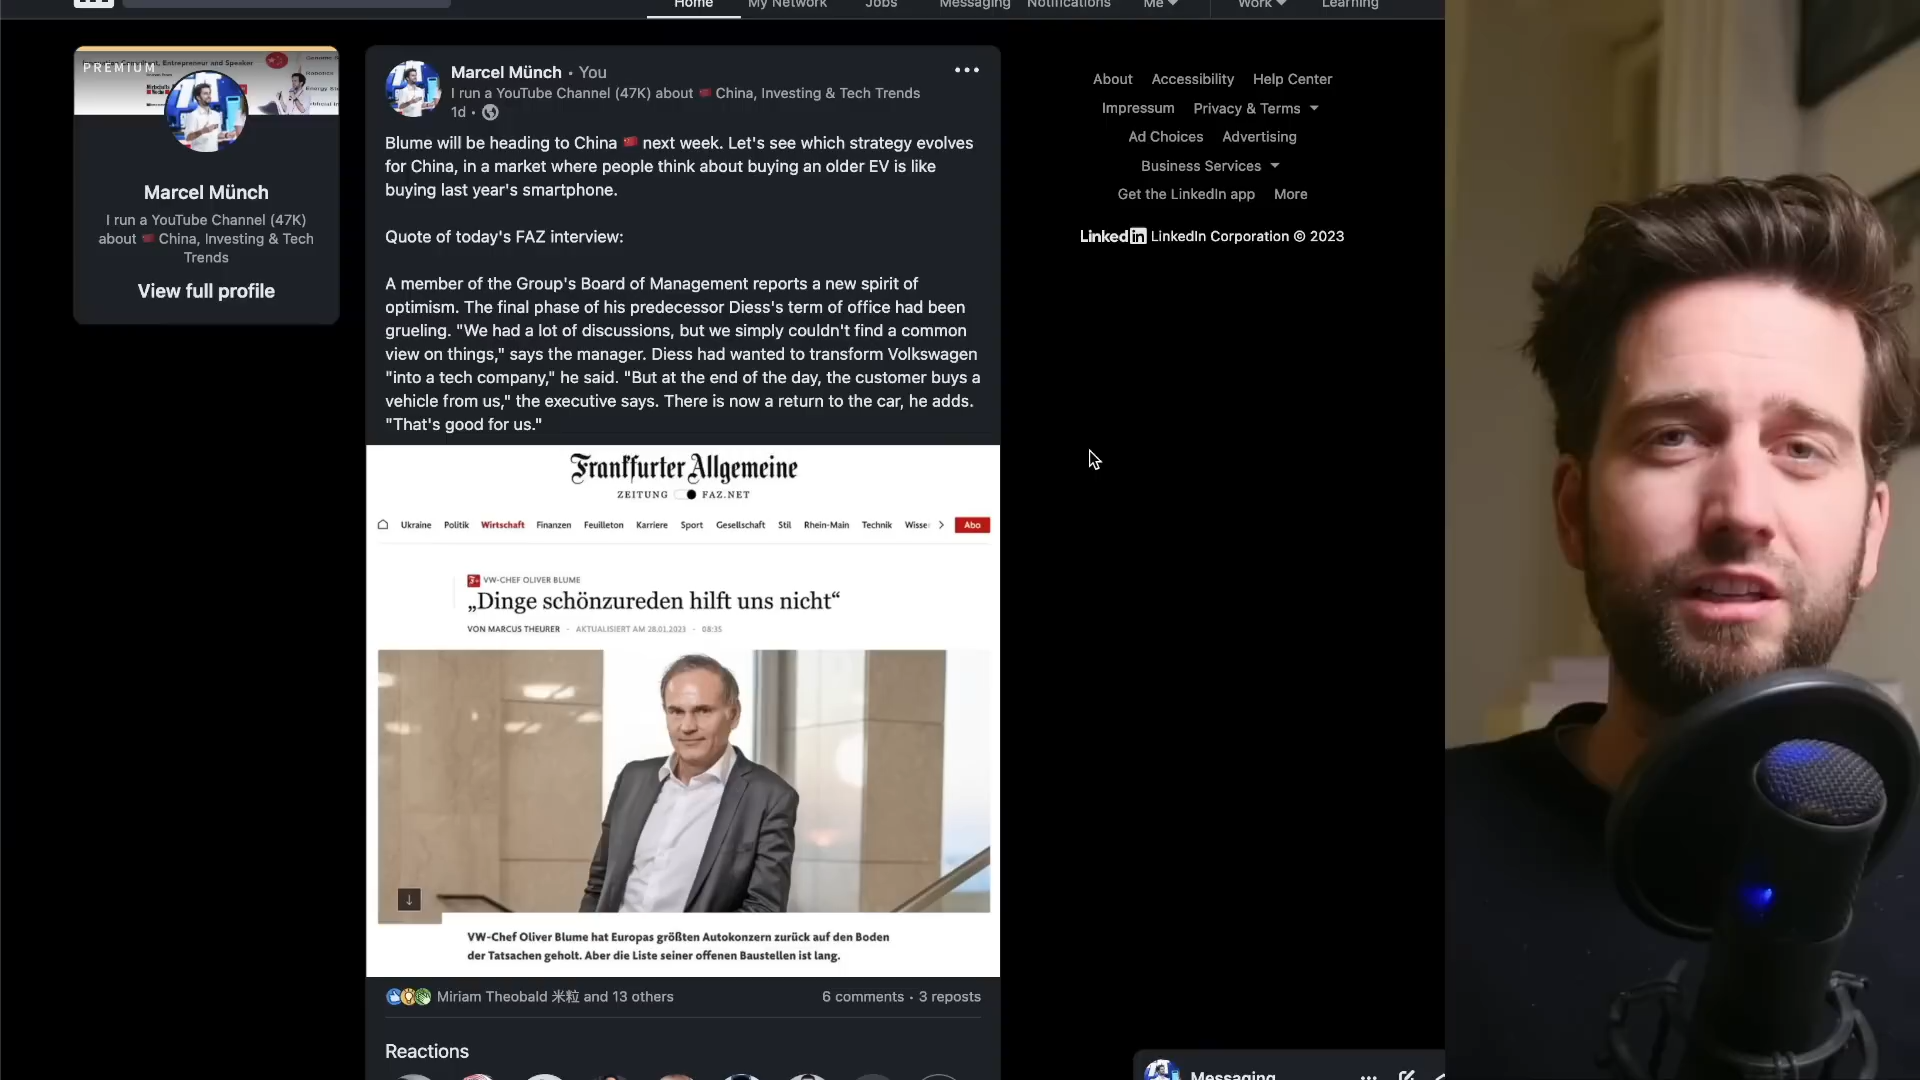 Home
My Network
Jobs
Messaging
Notifications
Me
Work
Learning
PREMIUM
Marcel Münch
I run a YouTube Channel (47K)
about 🇨🇳 China, Investing & Tech
Trends
View full profile
Marcel Münch • You
I run a YouTube Channel (47K) about 🇨🇳 China, Investing & Tech Trends
1d •
Blume will be heading to China 🇨🇳 next week. Let's see which strategy evolves
for China, in a market where people think about buying an older EV is like
buying last year's smartphone.
Quote of today's FAZ interview:
A member of the Group's Board of Management reports a new spirit of
optimism. The final phase of his predecessor Diess's term of office had been
grueling. "We had a lot of discussions, but we simply couldn't find a common
view on things," says the manager. Diess had wanted to transform Volkswagen
"into a tech company," he said. "But at the end of the day, the customer buys a
vehicle from us," the executive says. There is now a return to the car, he adds.
"That's good for us."
Frankfurter Allgemeine
ZEITUNG FAZ.NET
Ukraine Politik Wirtschaft Finanzen Feuilleton Karriere Sport Gesellschaft Stil Rhein-Main Technik Wisse
Abo
F+ VW-CHEF OLIVER BLUME
„Dinge schönzureden hilft uns nicht“
VON MARCUS THEURER - AKTUALISIERT AM 28.01.2023 - 08:35
VW-Chef Oliver Blume hat Europas größten Autokonzern zurück auf den Boden
der Tatsachen geholt. Aber die Liste seiner offenen Baustellen ist lang.
Miriam Theobald 米粒 and 13 others
6 comments • 3 reposts
Reactions
About Accessibility Help Center
Impressum Privacy & Terms
Ad Choices Advertising
Business Services
Get the LinkedIn app More
LinkedIn LinkedIn Corporation © 2023
Messaging